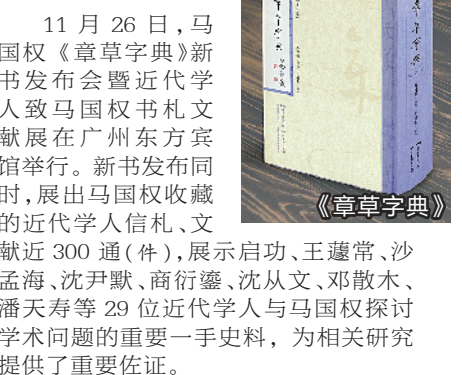 11 月 26 日,马
国权《章草字典》新
书发布会暨近代学
人致马国权书札文
献展在广州东方宾
馆举行。新书发布同
时,展出马国权收藏
的近代学人信札、文
献近 300 通(件),展示启功、王蘧常、沙
孟海、沈尹默、商衍鎏、沈从文、邓散木、
潘天寿等 29 位近代学人与马国权探讨
学术问题的重要一手史料，为相关研究
提供了重要佐证。
《章草字典》